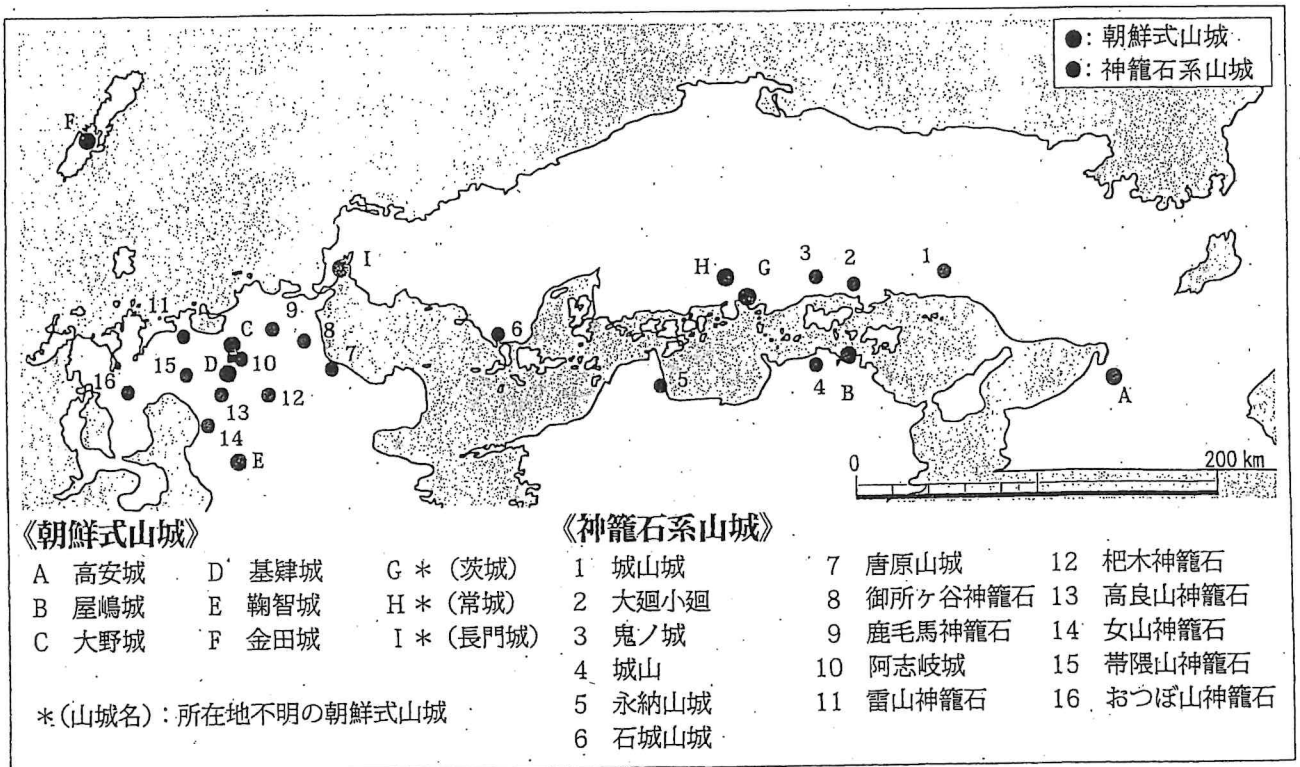 ●：朝鮮式山城
●：神籠石系山城
F
I
H
G
3
2
1
11
9
C
8
6
D
10
7
15
16
5
4
B
A
13
12
14
E
0
200 km
《朝鮮式山城》
A 高安城 D 基肄城 G *（茨城）
B 屋嶋城 E 鞠智城 H *（常城）
C 大野城 F 金田城 I *（長門城）
*（山城名）：所在地不明の朝鮮式山城
《神籠石系山城》
1 城山城
2 大廻小廻
3 鬼ノ城
4 城山
5 永納山城
6 石城山城
7 唐原山城
8 御所ヶ谷神籠石
9 鹿毛馬神籠石
10 阿志岐城
11 雷山神籠石
12 杷木神籠石
13 高良山神籠石
14 女山神籠石
15 帯隈山神籠石
16 おつぼ山神籠石